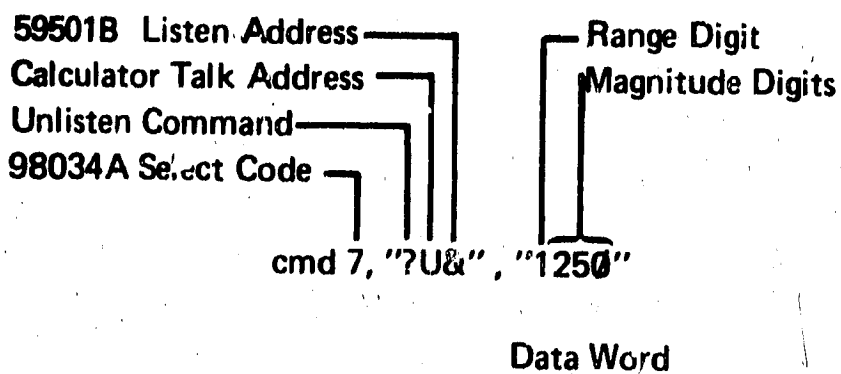 59501B Listen Address
Range Digit
Calculator Talk Address
Magnitude Digits
Unlisten Command
98034A Select Code
cmd 7, "?U&", "1250"
Data Word